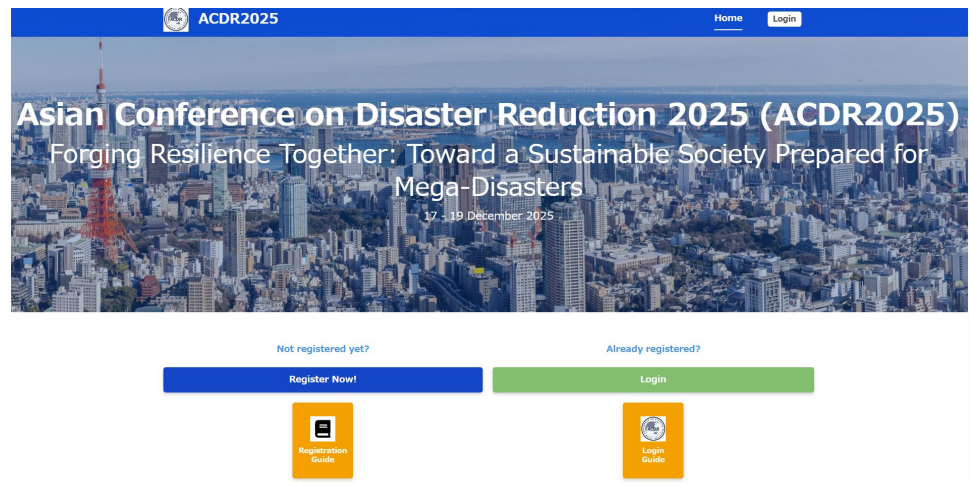 ACDR2025
Home
Login
Asian Conference on Disaster Reduction 2025 (ACDR2025)
Forging Resilience Together: Toward a Sustainable Society Prepared for
Mega-Disasters
17 - 19 December 2025
Not registered yet?
Already registered?
Register Now!
Login
Registration
Guide
Login
Guide